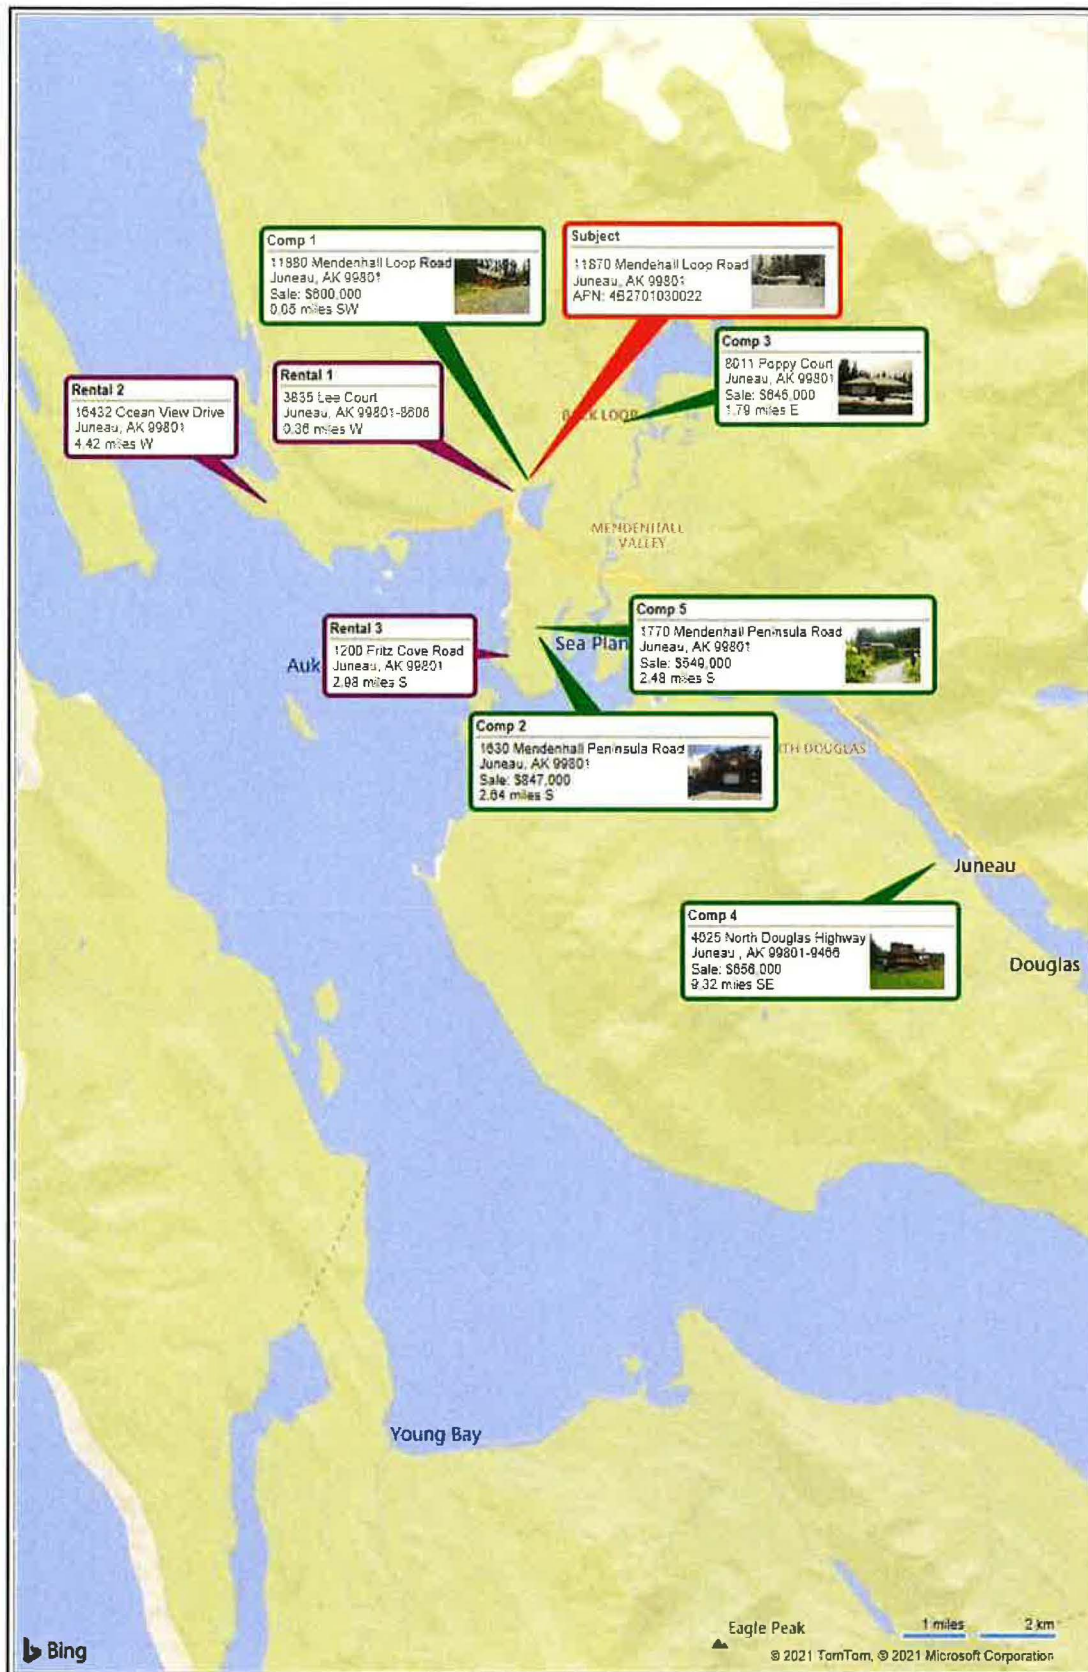 Comp 1
11880 Mendenhall Loop Road
Juneau, AK 99801
Sale: $600,000
0.05 miles SW
Subject
11870 Mendehall Loop Road
Juneau, AK 99801
APN: 4B2701030022
Comp 3
8011 Poppy Court
Juneau, AK 99801
Sale: $645,000
1.79 miles E
Rental 2
16432 Ocean View Drive
Juneau, AK 99801
4.42 miles W
Rental 1
3835 Lee Court
Juneau, AK 99801-8606
0.36 miles W
LOOP
MENDENHALL
VALLEY
Rental 3
1200 Fritz Cove Road
Juneau, AK 99801
2.98 miles S
Auk
Sea Plan
Comp 5
1770 Mendenhall Peninsula Road
Juneau, AK 99801
Sale: $549,000
2.48 miles S
Comp 2
1630 Mendenhall Peninsula Road
Juneau, AK 99801
Sale: $847,000
2.64 miles S
TH DOUGLAS
Juneau
Comp 4
4025 North Douglas Highway
Juneau , AK 99801-9466
Sale: $656,000
9.32 miles SE
Douglas
Young Bay
Eagle Peak
1 miles
2 km
Bing
© 2021 TomTom, © 2021 Microsoft Corporation